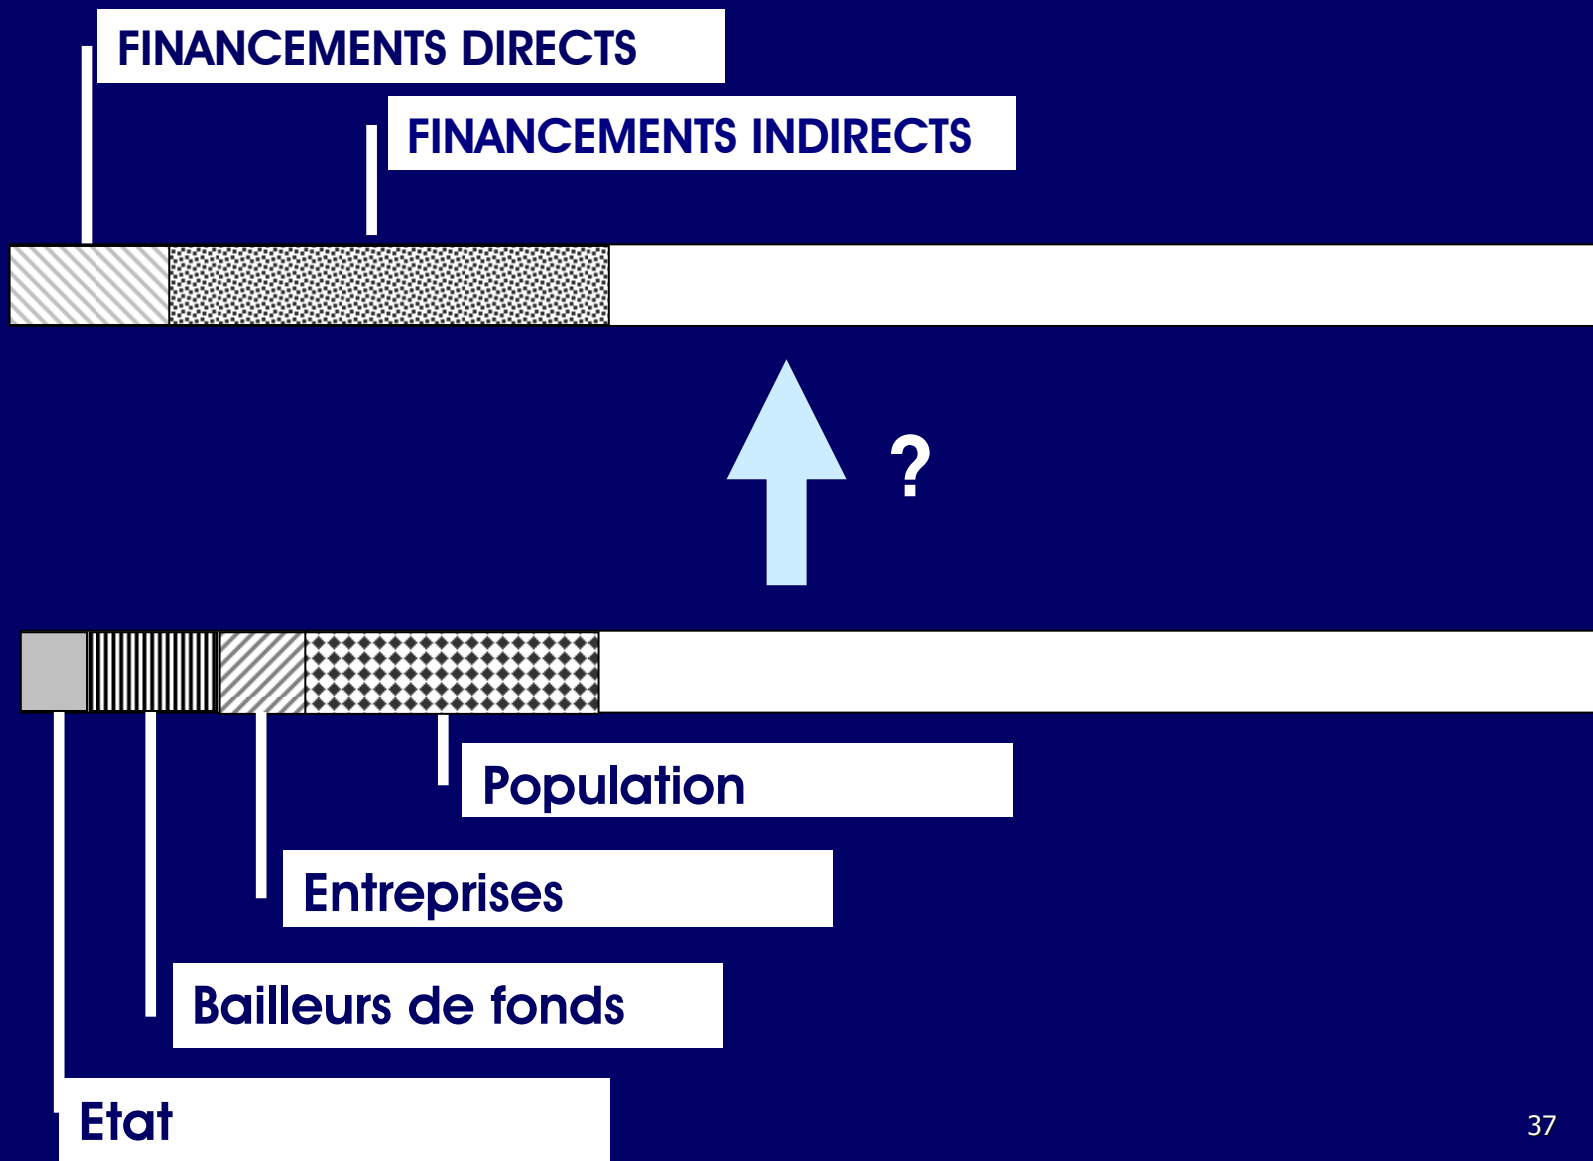 FINANCEMENTS DIRECTS
FINANCEMENTS INDIRECTS
?
Population
Entreprises
Bailleurs de fonds
Etat
37